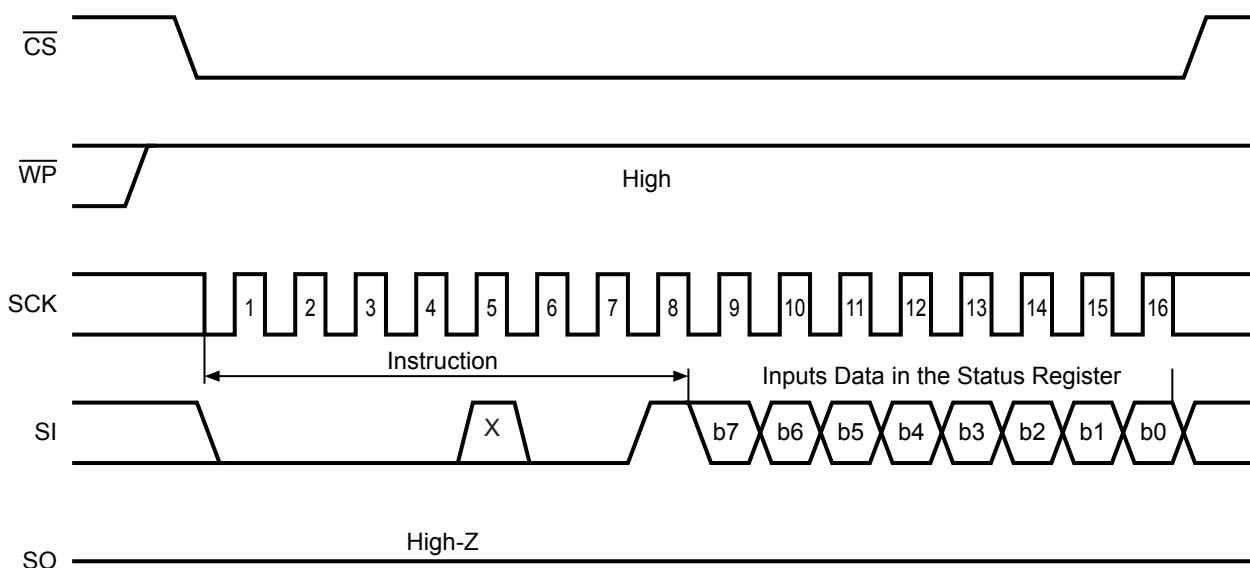 CS
WP
High
SCK
1 2 3 4 5 6 7 8 9 10 11 12 13 14 15 16
Instruction
Inputs Data in the Status Register
SI
X
b7 b6 b5 b4 b3 b2 b1 b0
High-Z
SO